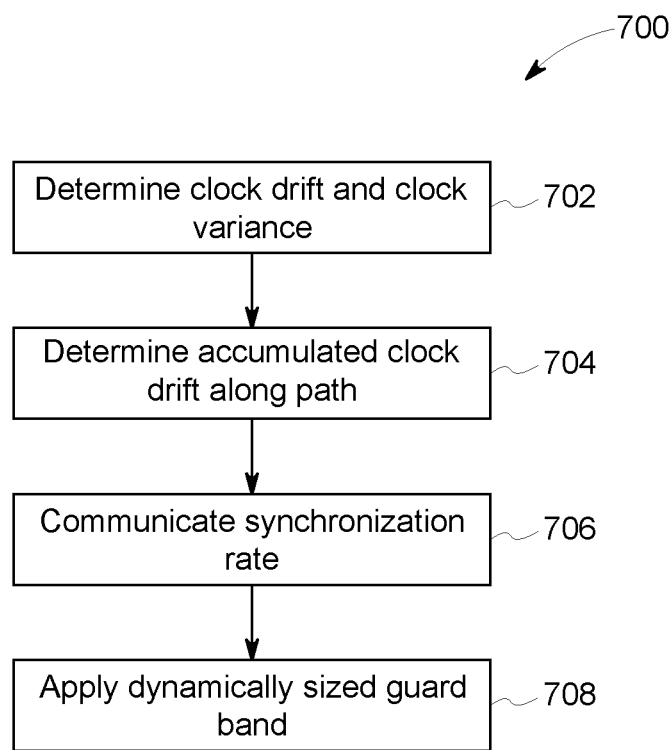 700
Determine clock drift and clock
variance
702
Determine accumulated clock
drift along path
704
Communicate synchronization
rate
706
Apply dynamically sized guard
band
708